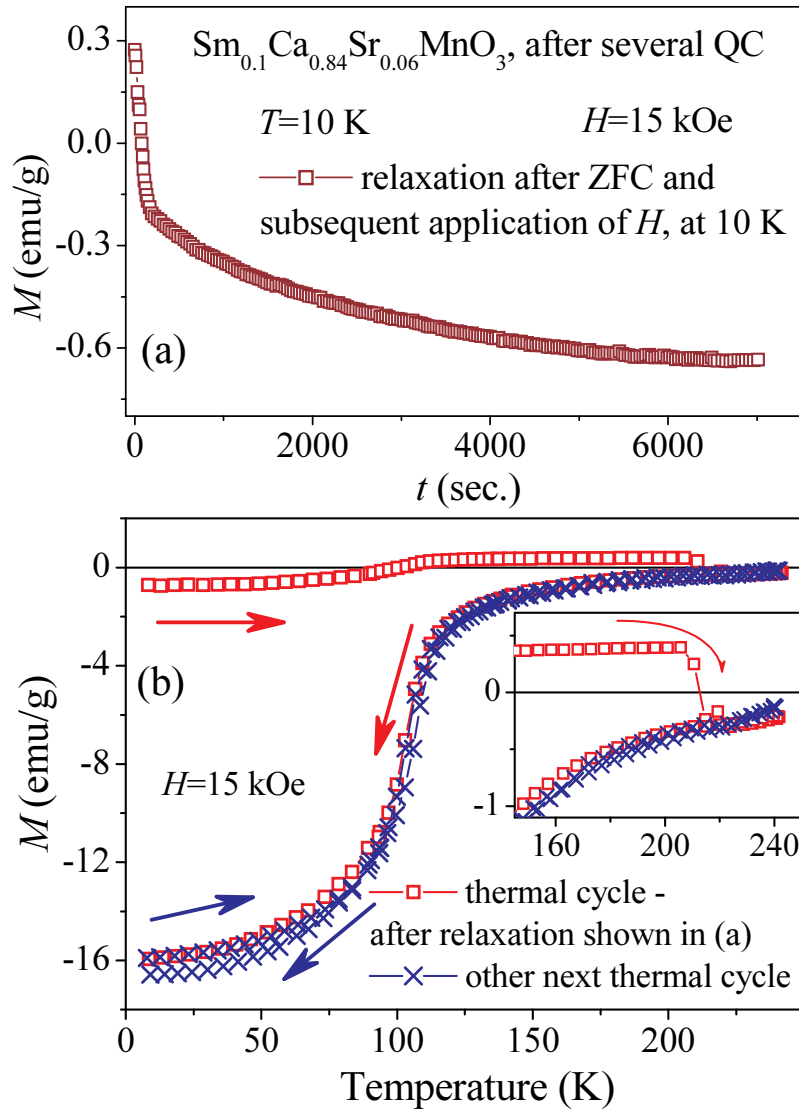 Sm0.1Ca0.84Sr0.06MnO3, after several QC
T=10 K H=15 kOe
relaxation after ZFC and
subsequent application of H, at 10 K
(a)
M (emu/g)
0.3
0.0
-0.3
-0.6
0 2000 4000 6000
t (sec.)
(b)
M (emu/g)
0
-4
-8
-12
-16
H=15 kOe
0
-1
160 200 240
thermal cycle -
after relaxation shown in (a)
other next thermal cycle
0 50 100 150 200
Temperature (K)